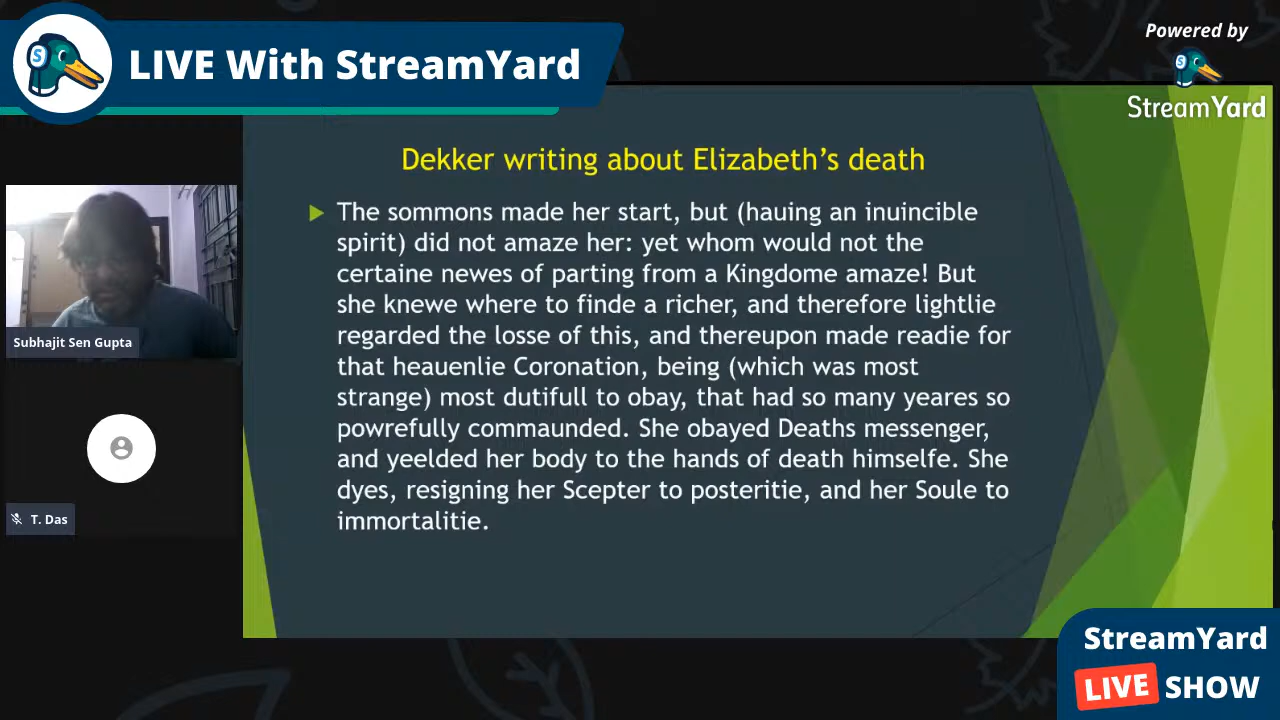 LIVE With StreamYard
Powered by
StreamYard
Dekker writing about Elizabeth's death
The sommons made her start, but (hauing an inuincible
spirit) did not amaze her: yet whom would not the
certaine newes of parting from a Kingdome amaze! But
she knewe where to finde a richer, and therefore lightlie
regarded the losse of this, and thereupon made readie for
that heauenlie Coronation, being (which was most
strange) most dutifull to obay, that had so many yeares so
powrefully commaunded. She obayed Deaths messenger,
and yeelded her body to the hands of death himselfe. She
dyes, resigning her Scepter to posteritie, and her Soule to
immortalitie.
Subhajit Sen Gupta
T. Das
StreamYard
LIVE SHOW